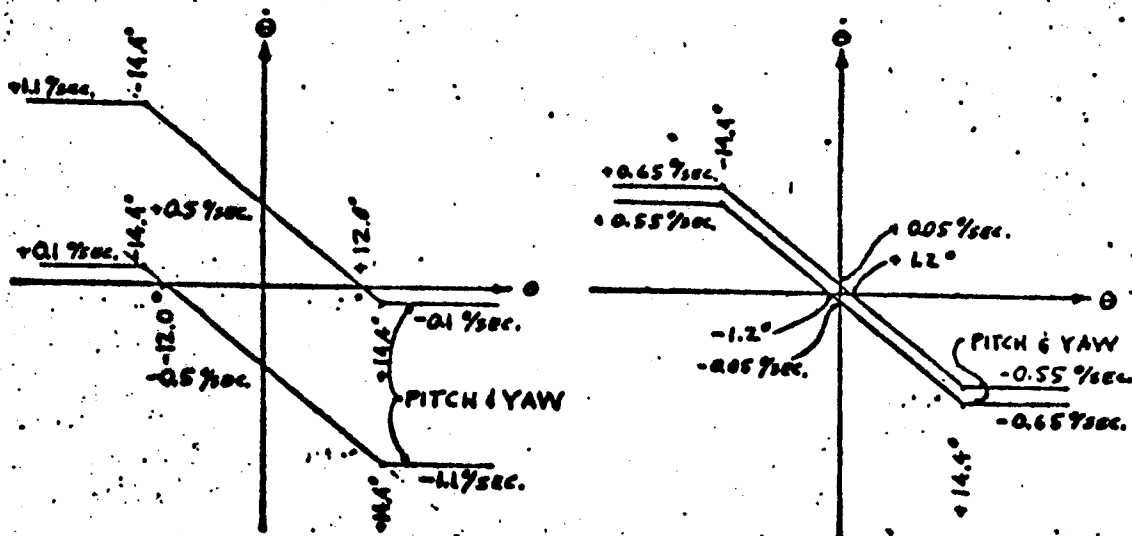 θ̇
-14.4°
+1.1°/SEC.
+0.5°/SEC.
-14.4°
+0.1°/SEC.
+12.0°
θ
-0.1°/SEC.
-12.0°
+14.4°
-0.5°/SEC.
PITCH & YAW
-1.1°/SEC.
+14.4°
θ̇
-14.4°
+0.65°/SEC.
+0.55°/SEC.
+0.05°/SEC.
+1.2°
θ
-1.2°
-0.05°/SEC.
PITCH & YAW
-0.55°/SEC.
-0.65°/SEC.
+14.4°